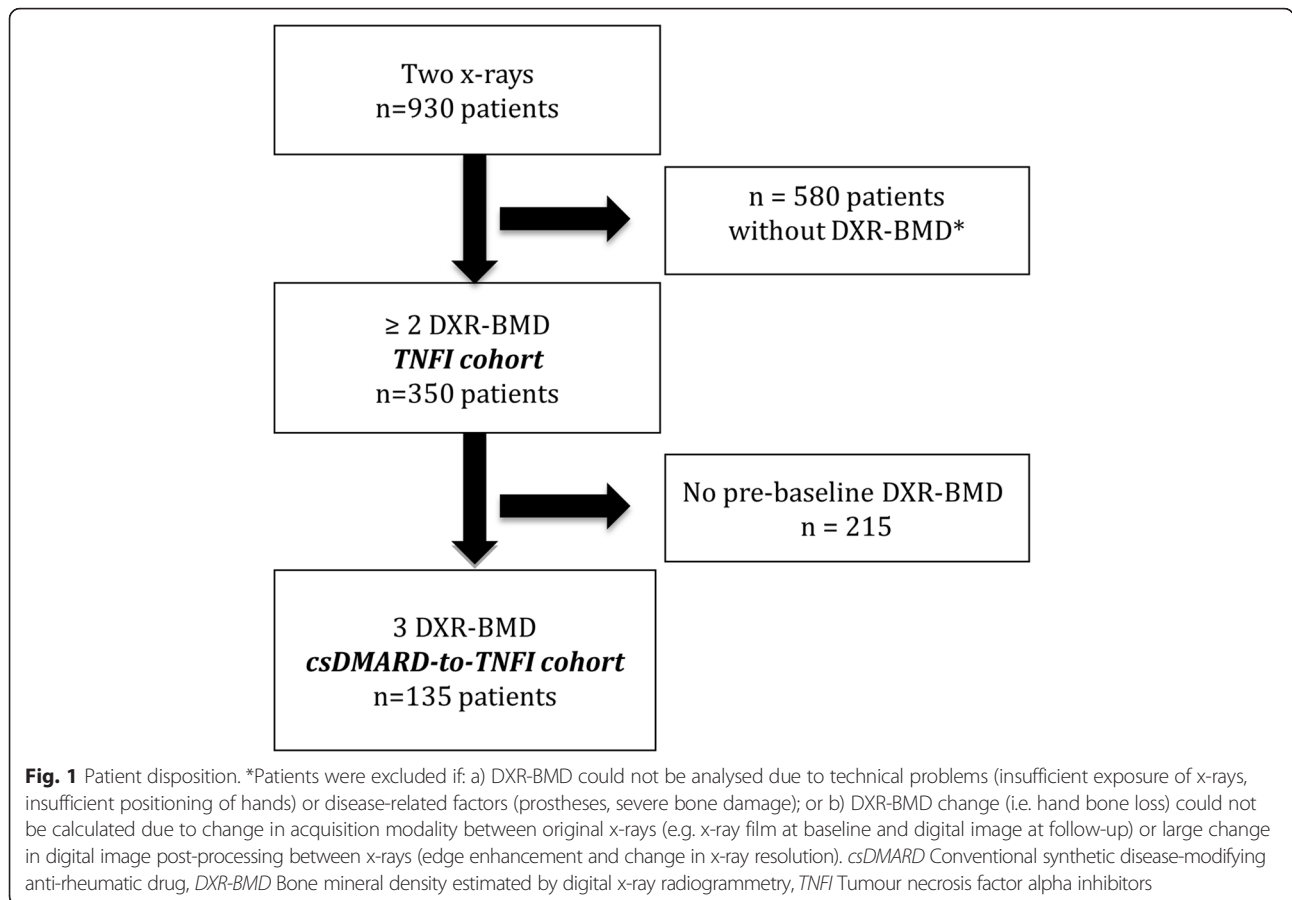 Two x-rays
n=930 patients
n = 580 patients
without DXR-BMD*
≥ 2 DXR-BMD
TNFI cohort
n=350 patients
No pre-baseline DXR-BMD
n = 215
3 DXR-BMD
csDMARD-to-TNFI cohort
n=135 patients
Fig. 1 Patient disposition. *Patients were excluded if: a) DXR-BMD could not be analysed due to technical problems (insufficient exposure of x-rays,
insufficient positioning of hands) or disease-related factors (prostheses, severe bone damage); or b) DXR-BMD change (i.e. hand bone loss) could not
be calculated due to change in acquisition modality between original x-rays (e.g. x-ray film at baseline and digital image at follow-up) or large change
in digital image post-processing between x-rays (edge enhancement and change in x-ray resolution). csDMARD Conventional synthetic disease-modifying
anti-rheumatic drug, DXR-BMD Bone mineral density estimated by digital x-ray radiogrammetry, TNFI Tumour necrosis factor alpha inhibitors